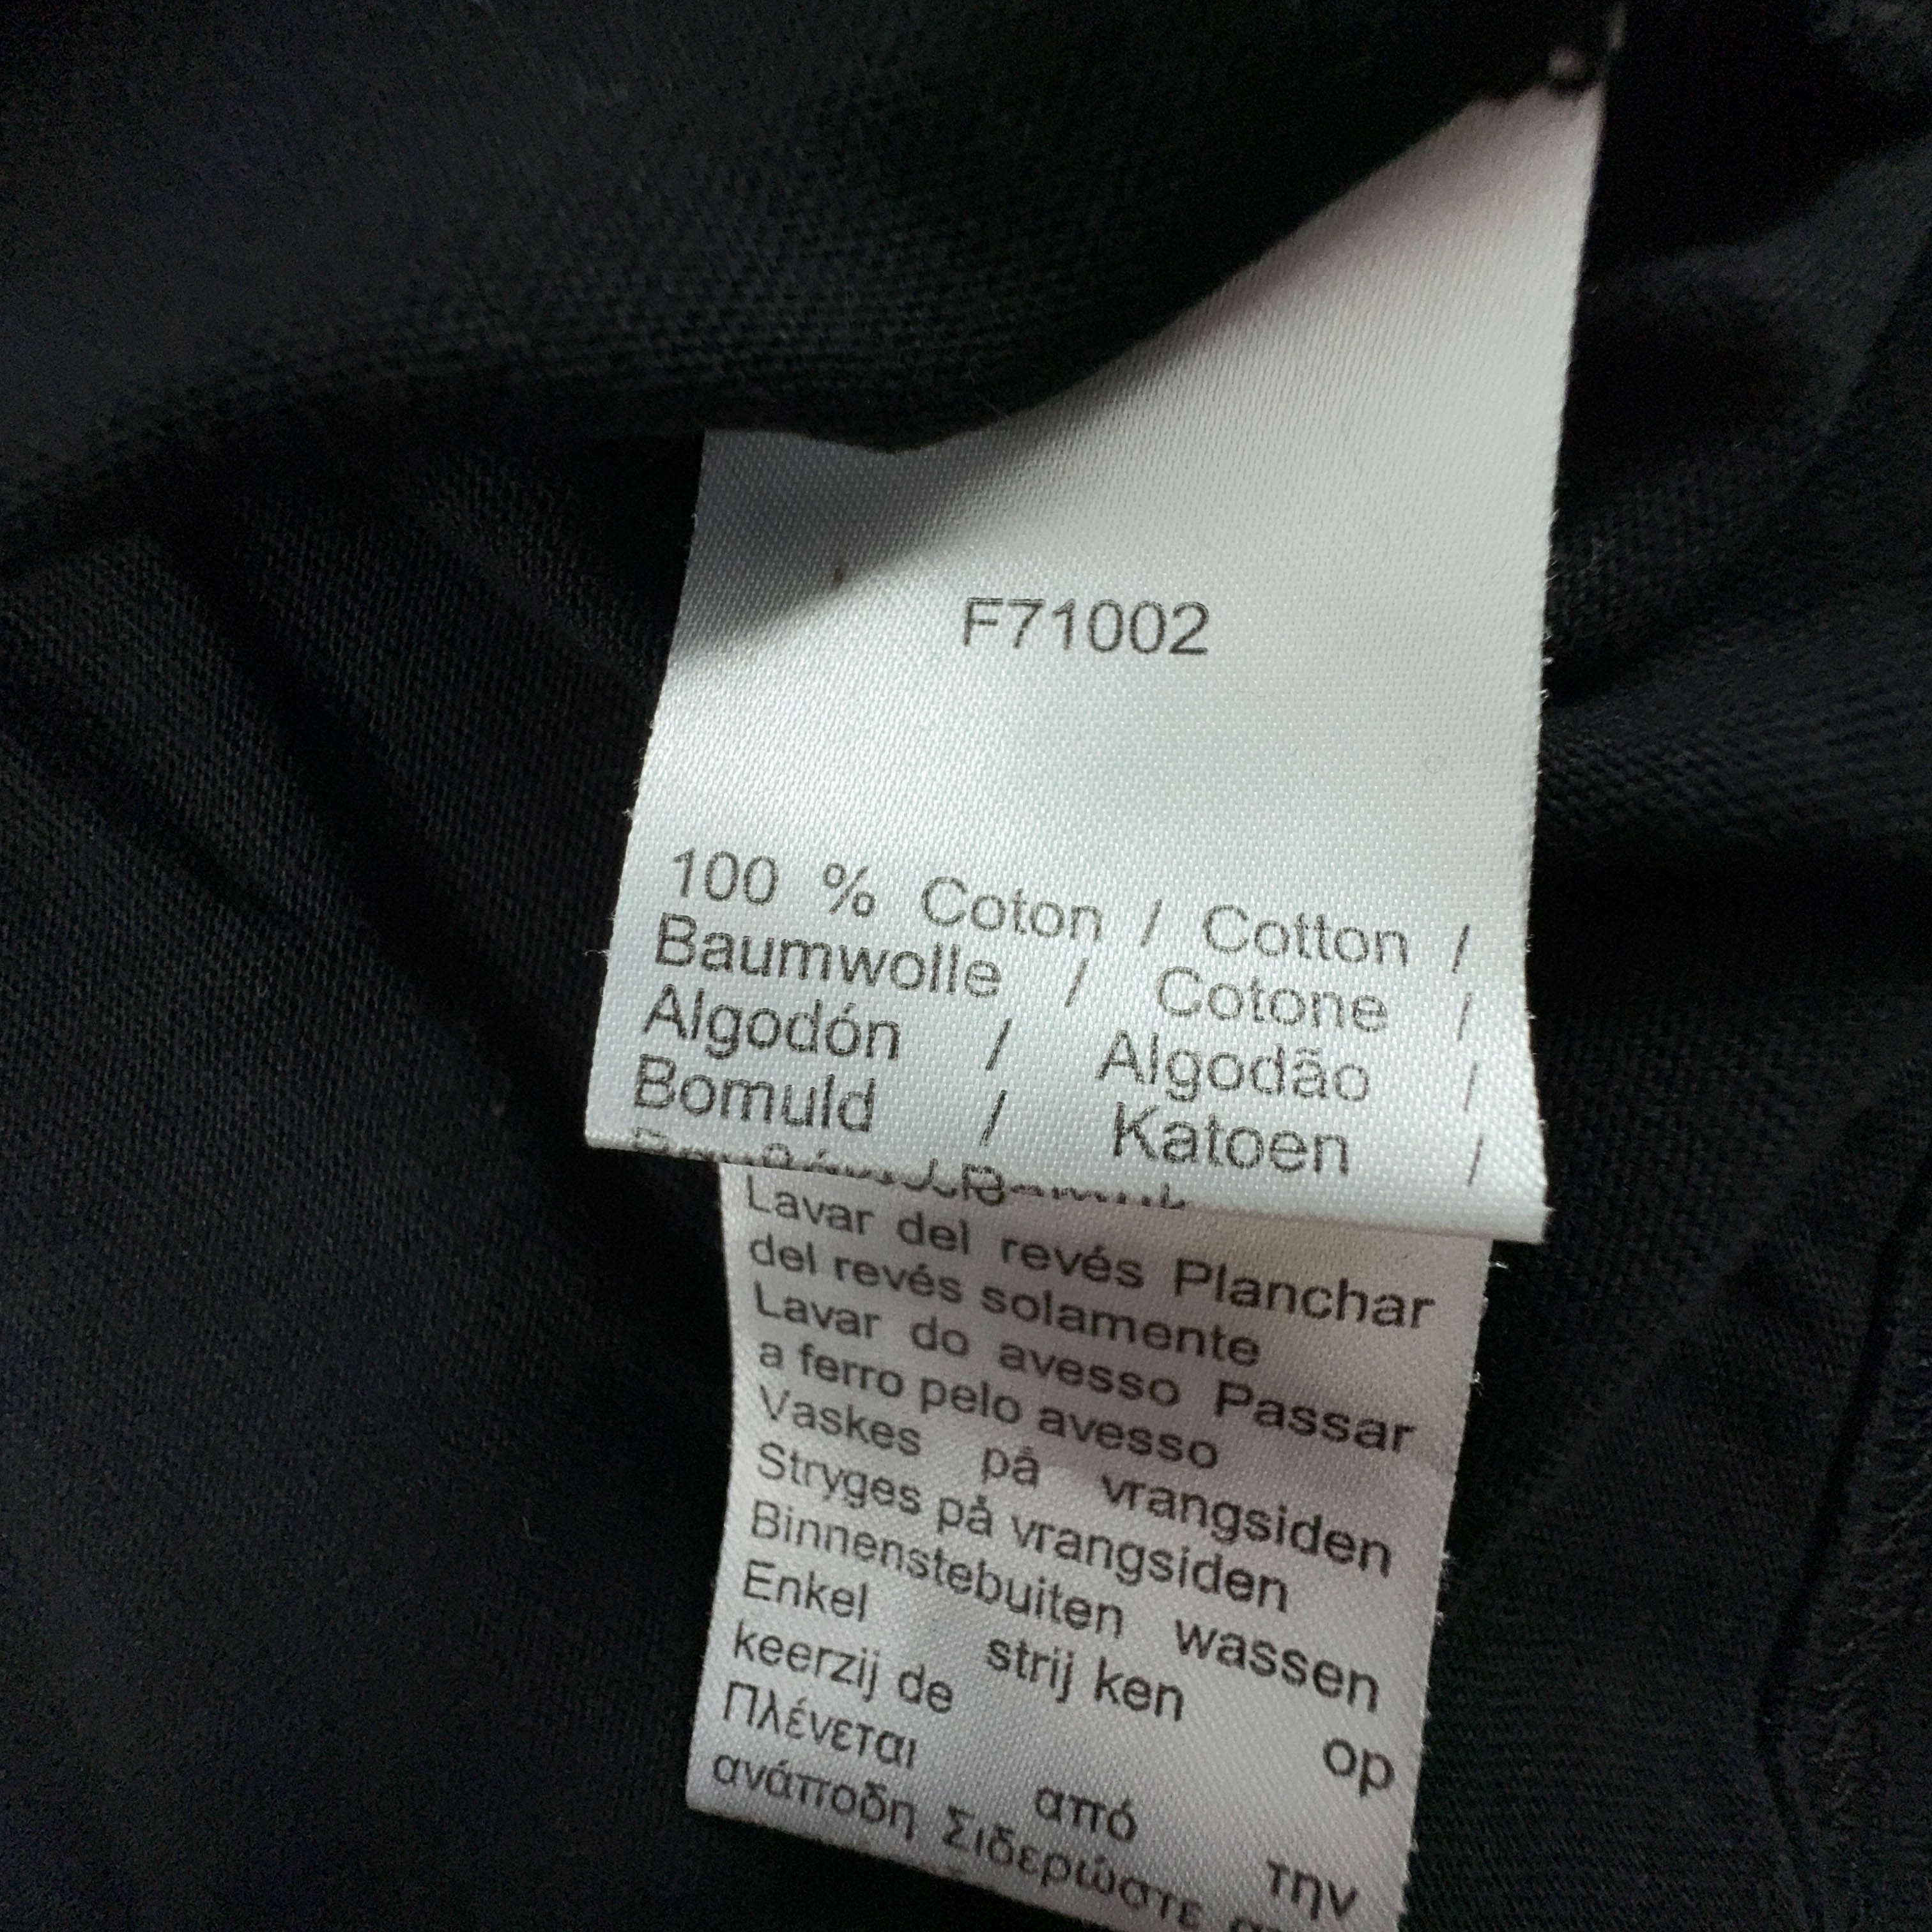 F71002
100 % Coton / Cotton /
Baumwolle / Cotone /
Algodón / Algodão /
Bomuld / Katoen /
Lavar del revés Planchar
del revés solamente
Lavar do avesso Passar
a ferro pelo avesso
Vaskes på vrangsiden
Stryges på vrangsiden
Binnenstebuiten wassen
Enkel strij ken op
keerzij de
Πλένεται από την
ανάποδη Σιδερώστε